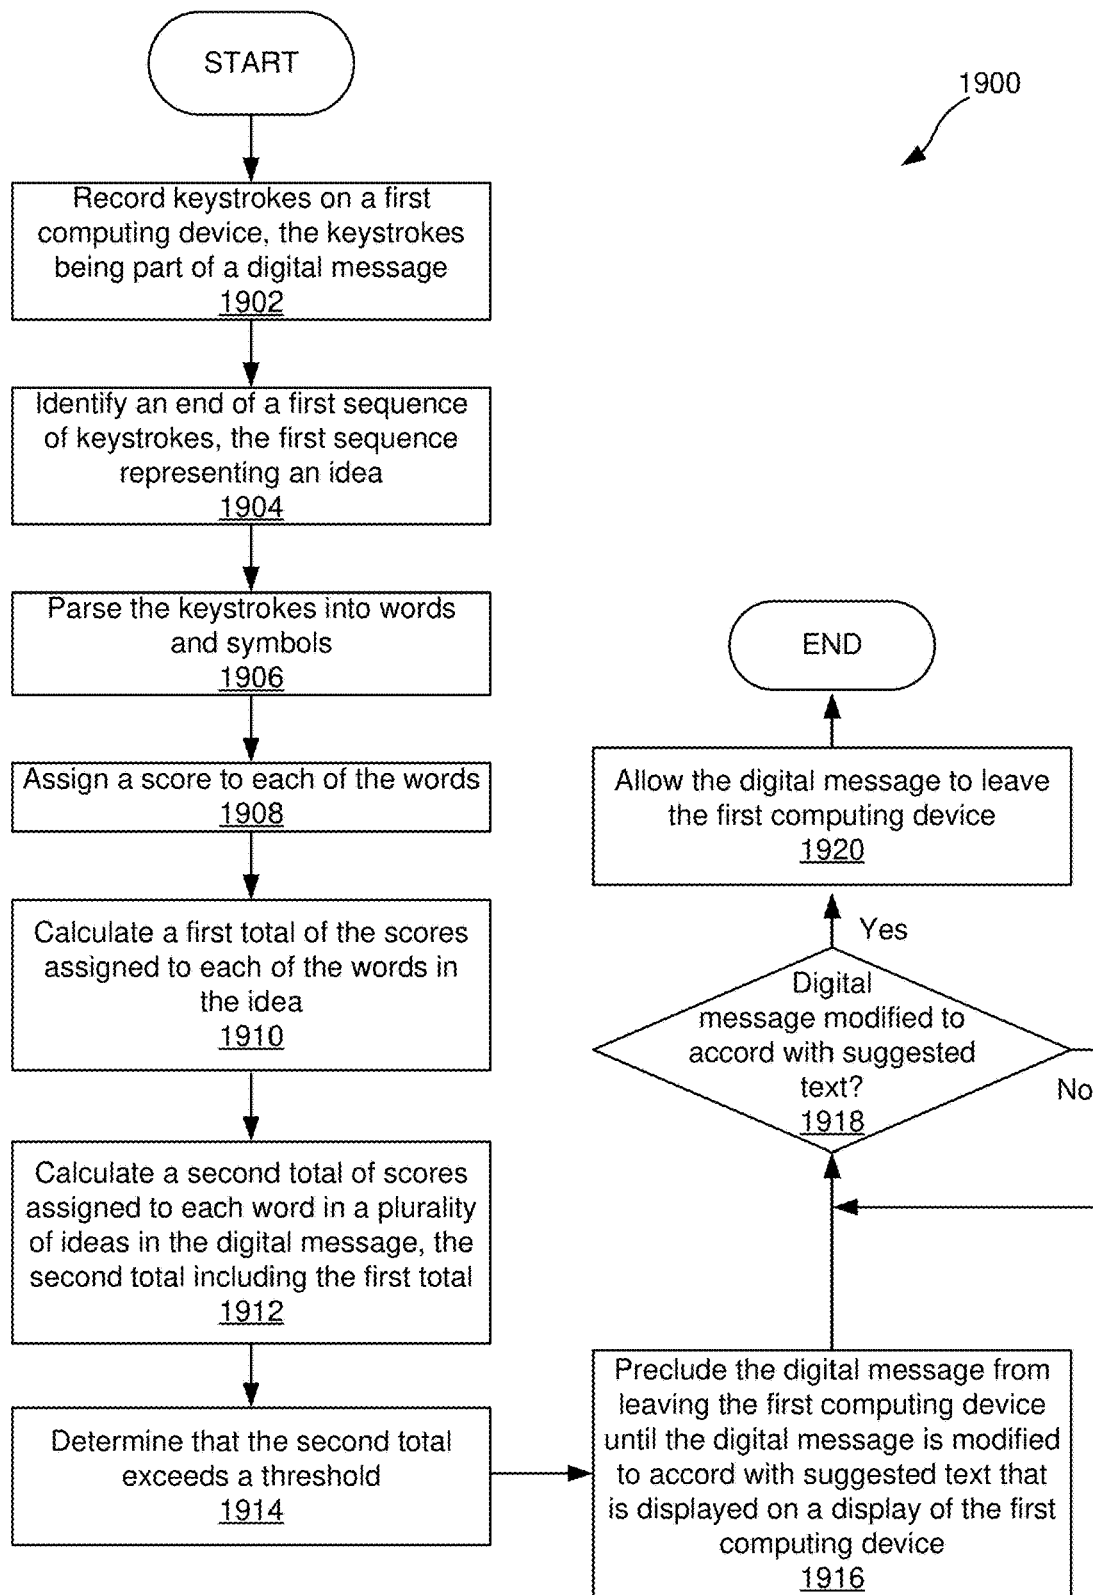 START
1900
Record keystrokes on a first
computing device, the keystrokes
being part of a digital message
1902
Identify an end of a first sequence
of keystrokes, the first sequence
representing an idea
1904
Parse the keystrokes into words
and symbols
1906
Assign a score to each of the words
1908
Calculate a first total of the scores
assigned to each of the words in
the idea
1910
Calculate a second total of scores
assigned to each word in a plurality
of ideas in the digital message, the
second total including the first total
1912
Determine that the second total
exceeds a threshold
1914
Preclude the digital message from
leaving the first computing device
until the digital message is modified
to accord with suggested text that
is displayed on a display of the first
computing device
1916
Digital
message modified to
accord with suggested
text?
1918
No
Yes
Allow the digital message to leave
the first computing device
1920
END